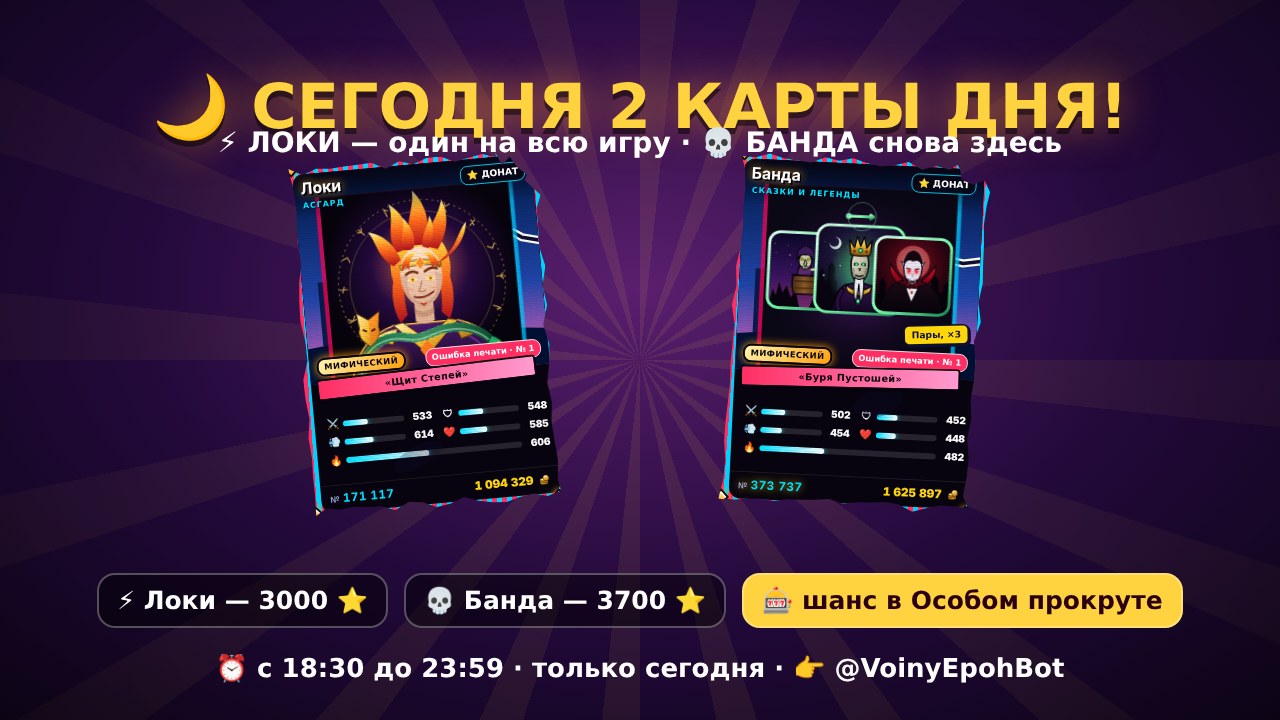 🌙 СЕГОДНЯ 2 КАРТЫ ДНЯ!
⚡ ЛОКИ — один на всю игру · 💀 БАНДА снова здесь
Локи
⭐ ДОНАТ
АСГАРД
МИФИЧЕСКИЙ
Ошибка печати · № 1
«Щит Степей»
533
548
614
585
606
№ 171 117
1 094 329
Банда
⭐ ДОНАТ
СКАЗКИ И ЛЕГЕНДЫ
Пары, ×3
МИФИЧЕСКИЙ
Ошибка печати · № 1
«Буря Пустошей»
502
452
454
448
482
№ 373 737
1 625 897
⚡ Локи — 3000 ⭐
💀 Банда — 3700 ⭐
🎰 шанс в Особом прокруте
⏰ с 18:30 до 23:59 · только сегодня · 👉 @VoinyEpohBot